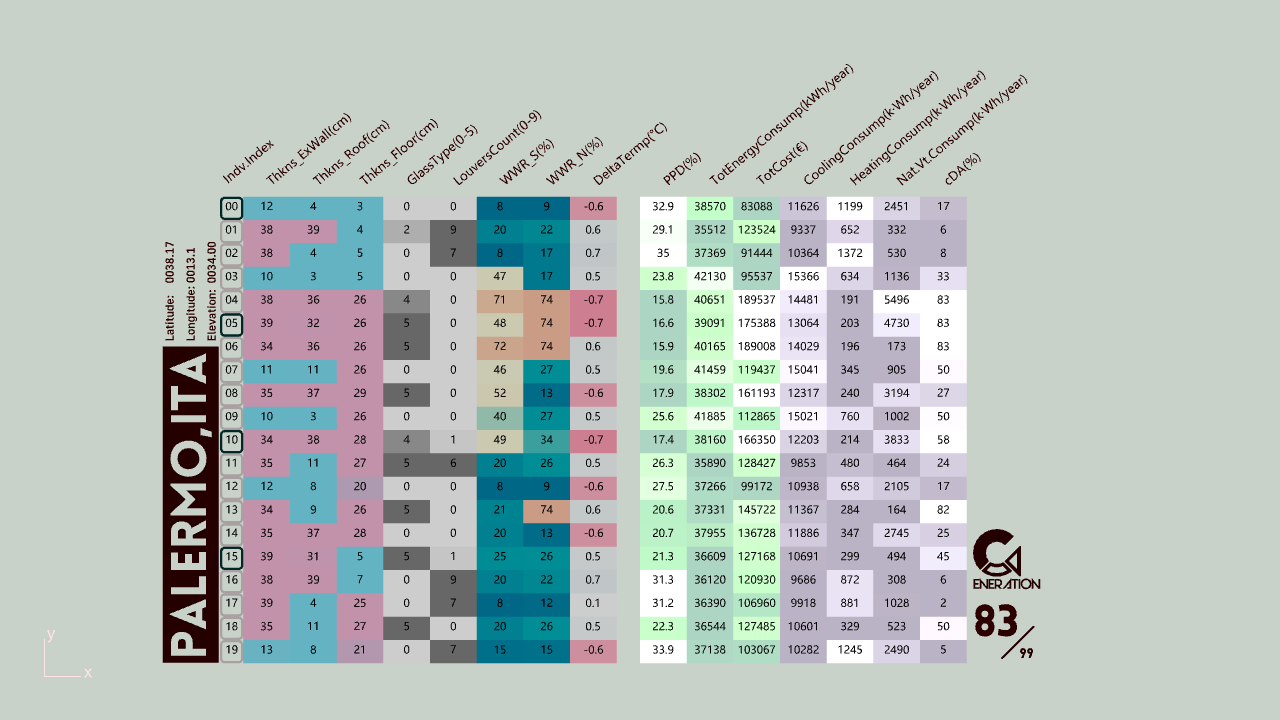 Indv.Index Thkns_ExWall(cm) Thkns_Roof(cm) Thkns_Floor(cm) GlassType(0-5) LouversCount(0-9) WWR_S(%) WWR_N(%) DeltaTermp(°C) PPD(%) TotEnergyConsump(kWh/year) TotCost(€) CoolingConsump(k·Wh/year) HeatingConsump(k·Wh/year) Nat.Vt.Consump(k·Wh/year) cDA(%)
00 12 4 3 0 0 8 9 -0.6 32.9 38570 83088 11626 1199 2451 17
01 38 39 4 2 9 20 22 0.6 29.1 35512 123524 9337 652 332 6
02 38 4 5 0 7 8 17 0.7 35 37369 91444 10364 1372 530 8
03 10 3 5 0 0 47 17 0.5 23.8 42130 95537 15366 634 1136 33
04 38 36 26 4 0 71 74 -0.7 15.8 40651 189537 14481 191 5496 83
05 39 32 26 5 0 48 74 -0.7 16.6 39091 175388 13064 203 4730 83
06 34 36 26 5 0 72 74 0.6 15.9 40165 189008 14029 196 173 83
07 11 11 26 0 0 46 27 0.5 19.6 41459 119437 15041 345 905 50
08 35 37 29 5 0 52 13 -0.6 17.9 38302 161193 12317 240 3194 27
09 10 3 26 0 0 40 27 0.5 25.6 41885 112865 15021 760 1002 50
10 34 38 28 4 1 49 34 -0.7 17.4 38160 166350 12203 214 3833 58
11 35 11 27 5 6 20 26 0.5 26.3 35890 128427 9853 480 464 24
12 12 8 20 0 0 8 9 -0.6 27.5 37266 99172 10938 658 2105 17
13 34 9 26 5 0 21 74 0.6 20.6 37331 145722 11367 284 164 82
14 35 37 28 0 0 20 13 -0.6 20.7 37955 136728 11886 347 2745 25
15 39 31 5 5 1 25 26 0.5 21.3 36609 127168 10691 299 494 45
16 38 39 7 0 9 20 22 0.7 31.3 36120 120930 9686 872 308 6
17 39 4 25 0 7 8 12 0.1 31.2 36390 106960 9918 881 1028 2
18 35 11 27 5 0 20 26 0.5 22.3 36544 127485 10601 329 523 50
19 13 8 21 0 7 15 15 -0.6 33.9 37138 103067 10282 1245 2490 5
Latitude: 0038.17
Longitude: 0013.1
Elevation: 0034.00
PALERMO,ITA
GENERATION
83/99
y
x